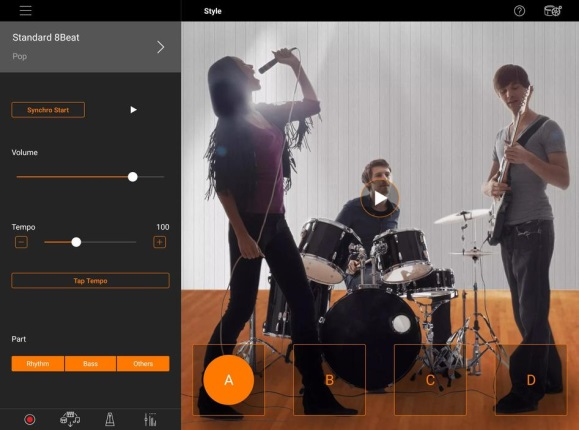 Style
Standard 8Beat
Pop
Synchro Start
Volume
Tempo 100
Tap Tempo
Part
Rhythm Bass Others
A B C D